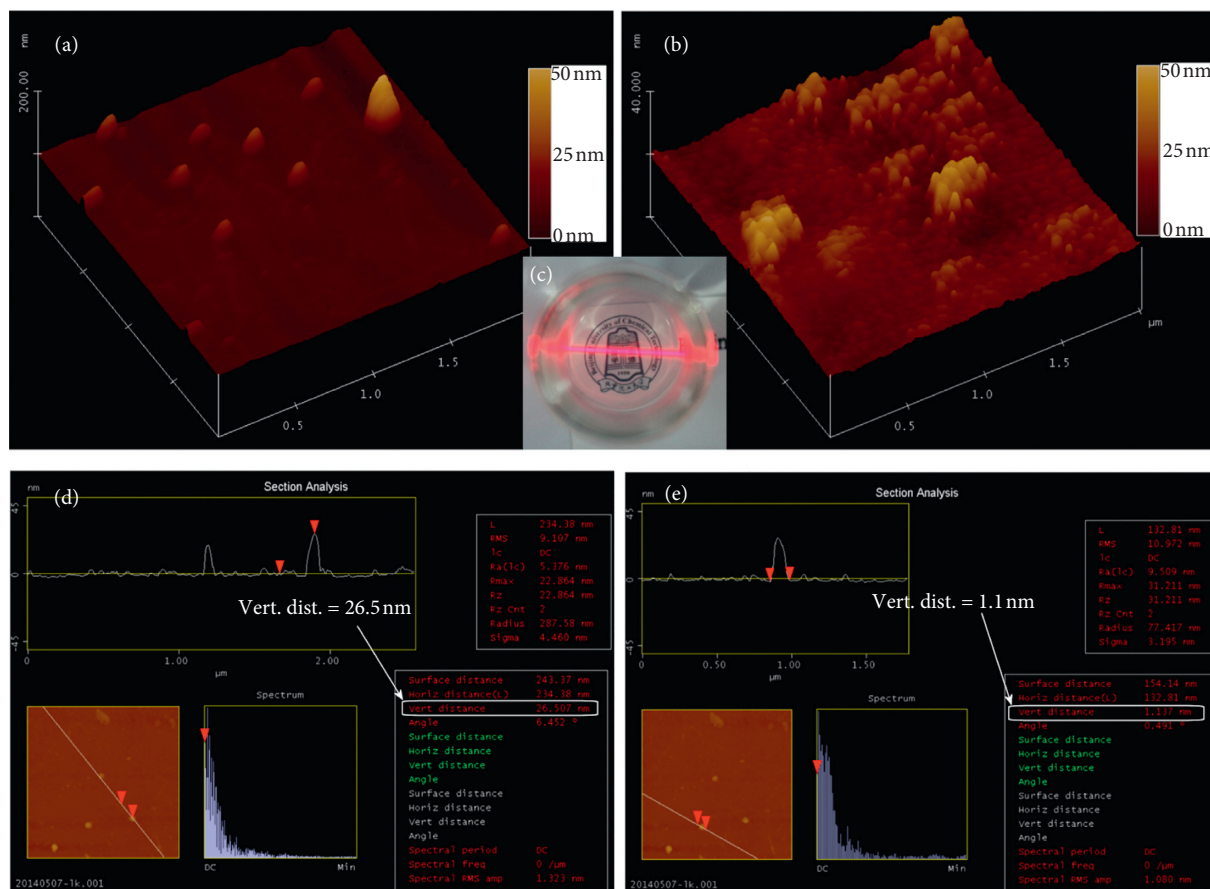 (a)
nm
200.00
50 nm
25 nm
0 nm
0.5
1.0
1.5
(b)
nm
40.000
50 nm
25 nm
0 nm
0.5
1.0
1.5
μm
(c)
(d)
Section Analysis
nm
45
0
-45
0
1.00
2.00
μm
L 234.38 nm
RMS 9.107 nm
lc DC
Ra(lc) 5.376 nm
Rmax 22.864 nm
Rz 22.864 nm
Rz Cnt 2
Radius 287.58 nm
Sigma 4.460 nm
Vert. dist. = 26.5 nm
Spectrum
DC
Min
Surface distance 243.37 nm
Horiz distance(L) 234.38 nm
Vert distance 26.507 nm
Angle 6.452 °
Surface distance
Horiz distance
Vert distance
Angle
Surface distance
Horiz distance
Vert distance
Angle
Spectral period DC
Spectral freq 0 /μm
Spectral RMS amp 1.323 nm
20140507-lk.001
(e)
Section Analysis
nm
45
0
-45
0
0.50
1.00
1.50
μm
L 132.81 nm
RMS 10.972 nm
lc DC
Ra(lc) 9.509 nm
Rmax 31.211 nm
Rz 31.211 nm
Rz Cnt 2
Radius 77.417 nm
Sigma 3.195 nm
Vert. dist. = 1.1 nm
Spectrum
DC
Min
Surface distance 154.14 nm
Horiz distance(L) 132.81 nm
Vert distance 1.137 nm
Angle 0.491 °
Surface distance
Horiz distance
Vert distance
Angle
Surface distance
Horiz distance
Vert distance
Angle
Spectral period DC
Spectral freq 0 /μm
Spectral RMS amp 1.080 nm
20140507-lk.001